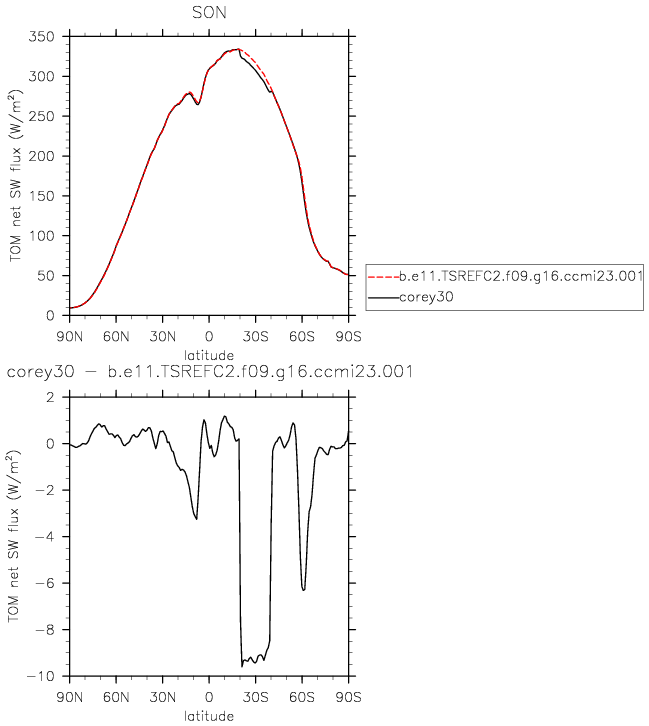 SON
TOM net SW flux (W/m²)
350
300
250
200
150
100
50
0
90N 60N 30N 0 30S 60S 90S
latitude
b.e11.TSREFC2.f09.g16.ccmi23.001
corey30
corey30 – b.e11.TSREFC2.f09.g16.ccmi23.001
TOM net SW flux (W/m²)
2
0
−2
−4
−6
−8
−10
90N 60N 30N 0 30S 60S 90S
latitude